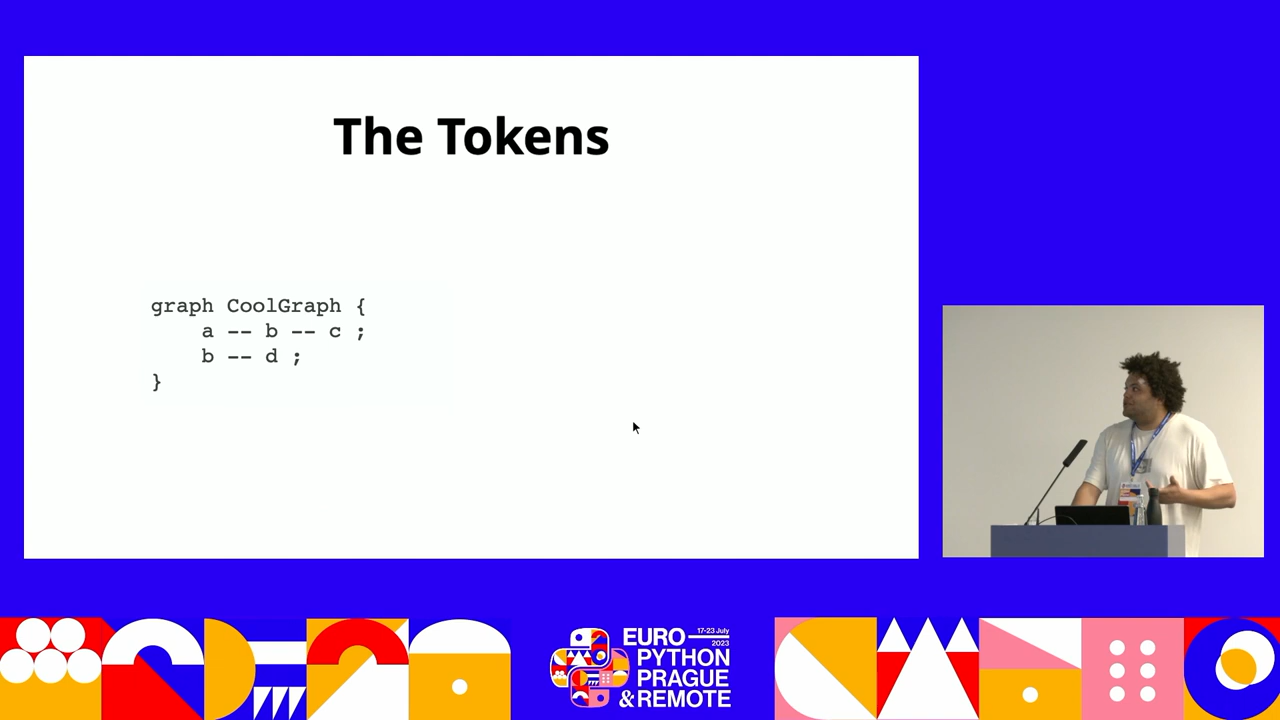 The Tokens
graph CoolGraph {
    a -- b -- c ;
    b -- d ;
}
EURO 17-23 July
2023
PYTHON
PRAGUE
& REMOTE